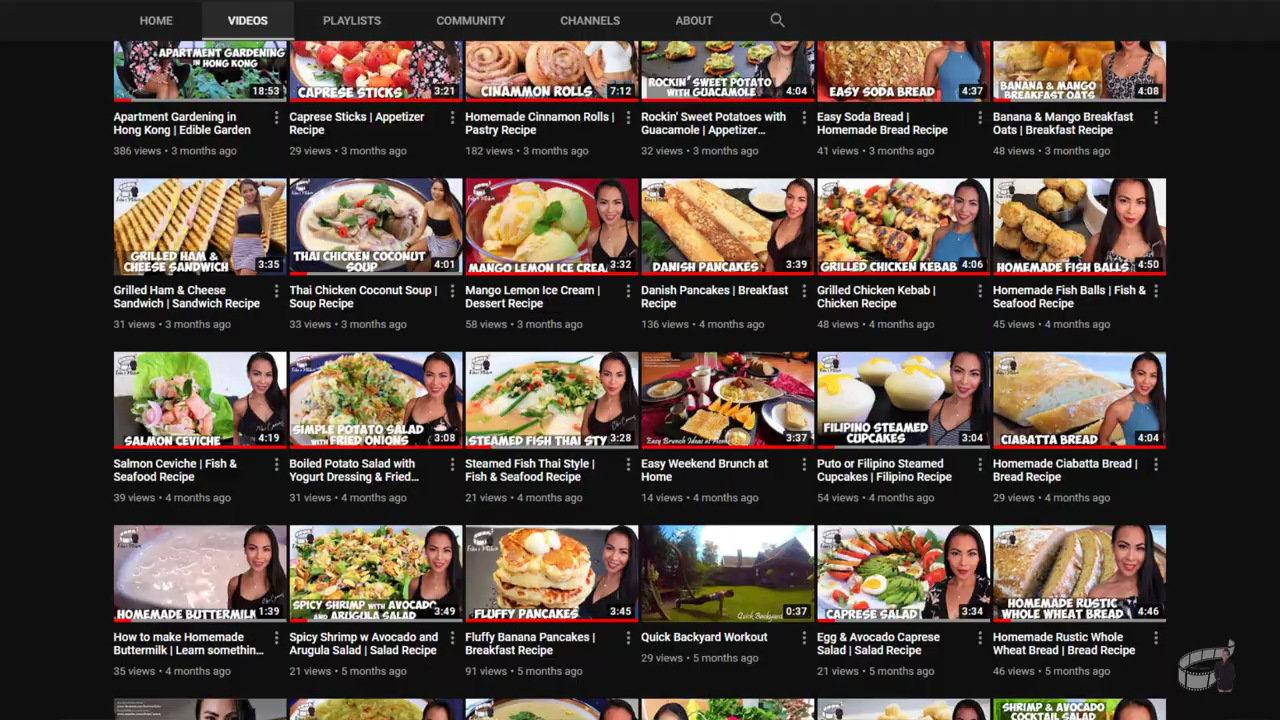 HOME VIDEOS PLAYLISTS COMMUNITY CHANNELS ABOUT
APARTMENT GARDENING
IN HONG KONG
18:53
CAPRESE STICKS
3:21
CINNAMON ROLLS
7:12
ROCKIN' SWEET POTATO
WITH GUACAMOLE
4:04
EASY SODA BREAD
4:37
BANANA & MANGO
BREAKFAST OATS
4:08
Apartment Gardening in
Hong Kong | Edible Garden
386 views • 3 months ago
Caprese Sticks | Appetizer
Recipe
29 views • 3 months ago
Homemade Cinnamon Rolls |
Pastry Recipe
182 views • 3 months ago
Rockin' Sweet Potatoes with
Guacamole | Appetizer...
32 views • 3 months ago
Easy Soda Bread |
Homemade Bread Recipe
41 views • 3 months ago
Banana & Mango Breakfast
Oats | Breakfast Recipe
48 views • 3 months ago
GRILLED HAM &
CHEESE SANDWICH
3:35
THAI CHICKEN COCONUT
SOUP
4:01
MANGO LEMON ICE CREA
3:32
DANISH PANCAKES
3:39
GRILLED CHICKEN KEBAB
4:06
HOMEMADE FISH BALLS
4:50
Grilled Ham & Cheese
Sandwich | Sandwich Recipe
31 views • 3 months ago
Thai Chicken Coconut Soup |
Soup Recipe
33 views • 3 months ago
Mango Lemon Ice Cream |
Dessert Recipe
58 views • 3 months ago
Danish Pancakes | Breakfast
Recipe
136 views • 4 months ago
Grilled Chicken Kebab |
Chicken Recipe
48 views • 4 months ago
Homemade Fish Balls | Fish &
Seafood Recipe
45 views • 4 months ago
SALMON CEVICHE
4:19
SIMPLE POTATO SALAD
WITH FRIED ONIONS
3:08
STEAMED FISH THAI STY
3:28
Easy Brunch Ideas at Home
3:37
FILIPINO STEAMED
CUPCAKES
3:04
CIABATTA BREAD
4:04
Salmon Ceviche | Fish &
Seafood Recipe
39 views • 4 months ago
Boiled Potato Salad with
Yogurt Dressing & Fried...
31 views • 4 months ago
Steamed Fish Thai Style |
Fish & Seafood Recipe
21 views • 4 months ago
Easy Weekend Brunch at
Home
14 views • 4 months ago
Puto or Filipino Steamed
Cupcakes | Filipino Recipe
54 views • 4 months ago
Homemade Ciabatta Bread |
Bread Recipe
29 views • 4 months ago
HOMEMADE BUTTERMILK
1:39
SPICY SHRIMP WITH AVOCADO
AND ARUGULA SALAD
3:49
FLUFFY PANCAKES
3:45
Quick Backyard
0:37
CAPRESE SALAD
3:34
HOMEMADE RUSTIC
WHOLE WHEAT BREAD
4:46
How to make Homemade
Buttermilk | Learn somethin...
35 views • 4 months ago
Spicy Shrimp w Avocado and
Arugula Salad | Salad Recipe
21 views • 5 months ago
Fluffy Banana Pancakes |
Breakfast Recipe
91 views • 5 months ago
Quick Backyard Workout
29 views • 5 months ago
Egg & Avocado Caprese
Salad | Salad Recipe
21 views • 5 months ago
Homemade Rustic Whole
Wheat Bread | Bread Recipe
46 views • 5 months ago
SHRIMP & AVOCADO
COCKTAIL SALAD